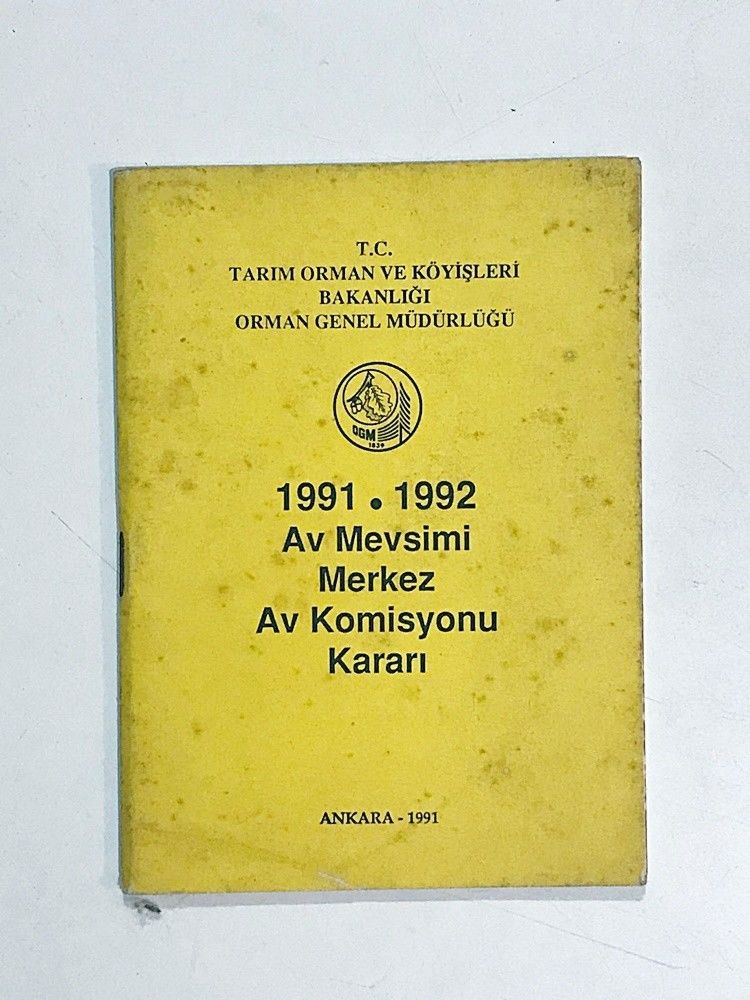 T.C.
TARIM ORMAN VE KÖYİŞLERİ
BAKANLIĞI
ORMAN GENEL MÜDÜRLÜĞÜ
OGM
1839
1991 • 1992
Av Mevsimi
Merkez
Av Komisyonu
Kararı
ANKARA - 1991